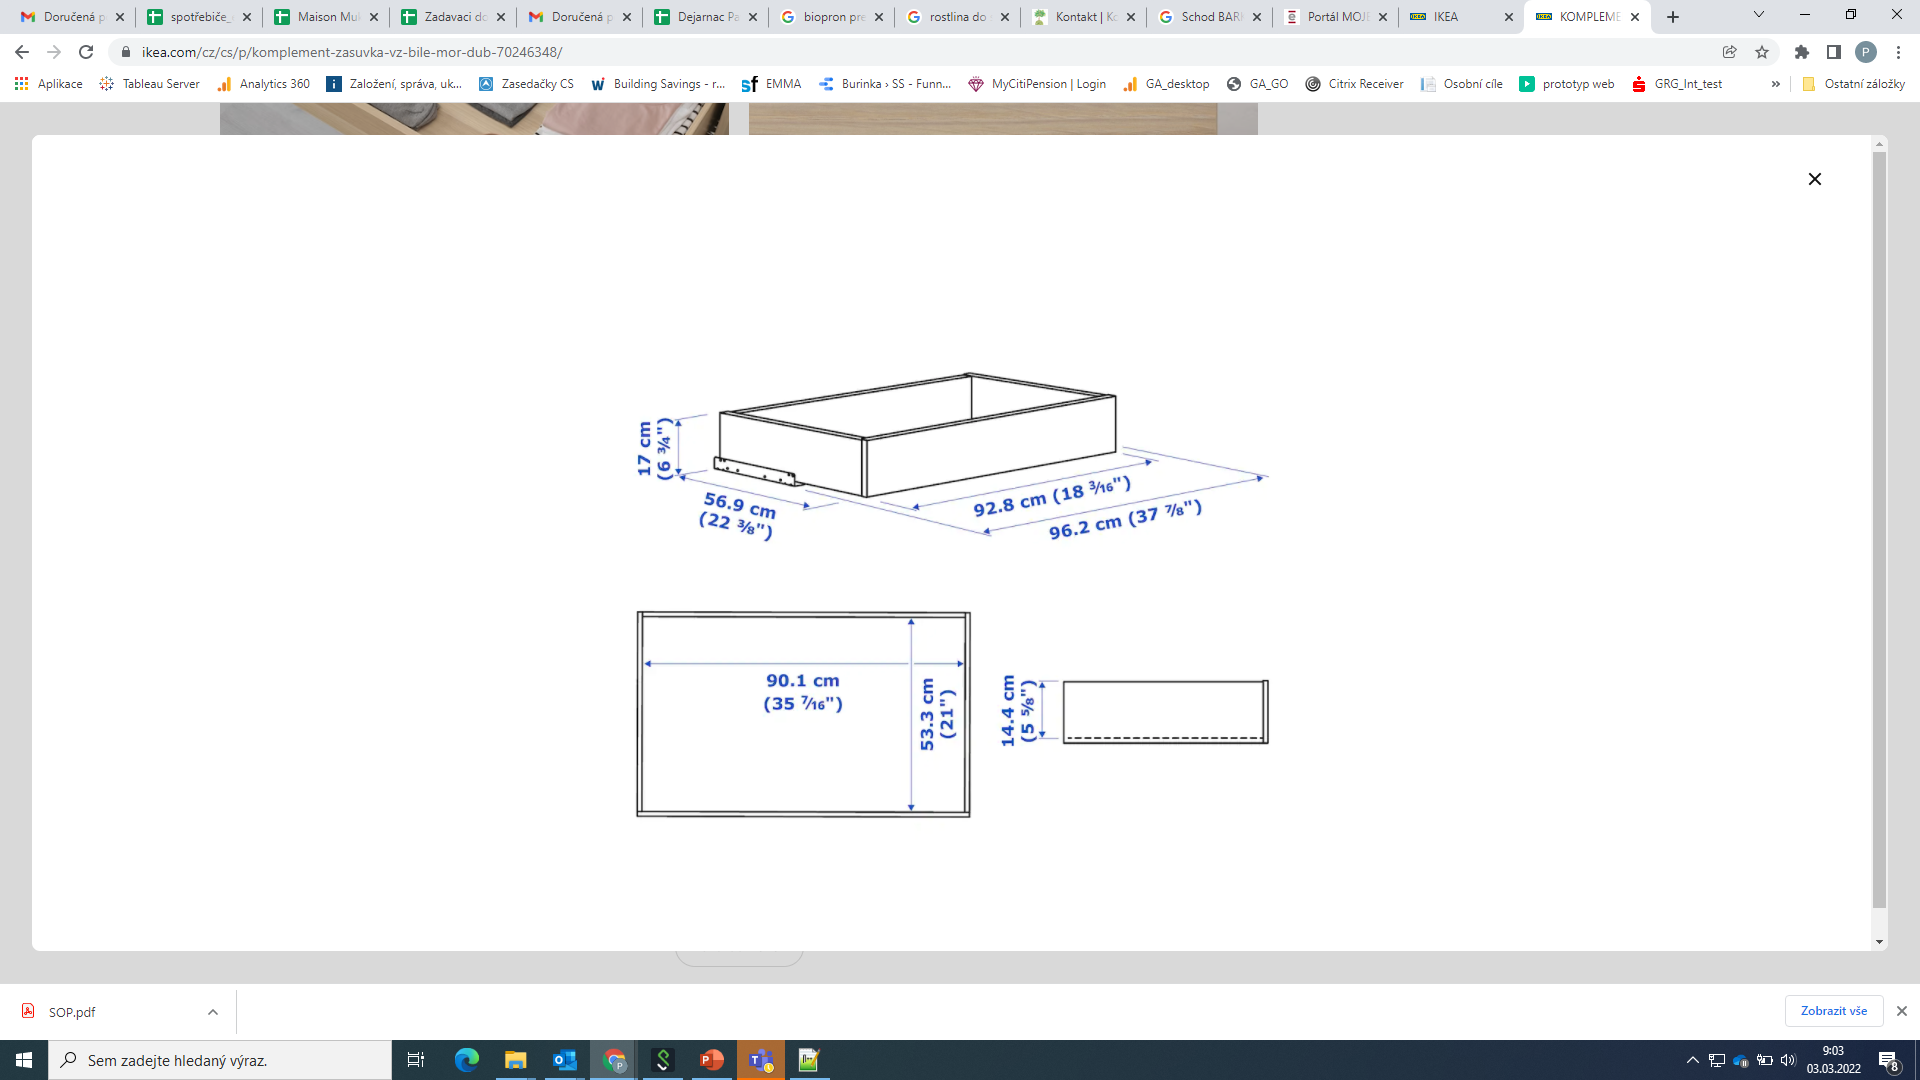 Doručená p
spotřebiče_
Maison Mu
Zadavaci do
Doručená p
Dejarnac Pa
biopron pre
rostlina do
Kontakt | Ko
Schod BAR
Portál MOJE
IKEA
KOMPLEME
ikea.com/cz/cs/p/komplement-zasuvka-vz-bile-mor-dub-70246348/
P
Aplikace
Tableau Server
Analytics 360
Založení, správa, uk...
Zasedačky CS
Building Savings - r...
EMMA
Burinka › SS - Funn...
MyCitiPension | Login
GA_desktop
GA_GO
Citrix Receiver
Osobní cíle
prototyp web
GRG_Int_test
»
Ostatní záložky
17 cm
(6 ¾")
56.9 cm
(22 ⅜")
92.8 cm (18 ³⁄₁₆")
96.2 cm (37 ⅞")
90.1 cm
(35 ⁷⁄₁₆")
53.3 cm
(21")
14.4 cm
(5 ⅝")
SOP.pdf
Zobrazit vše
Sem zadejte hledaný výraz.
9:03
03.03.2022
8